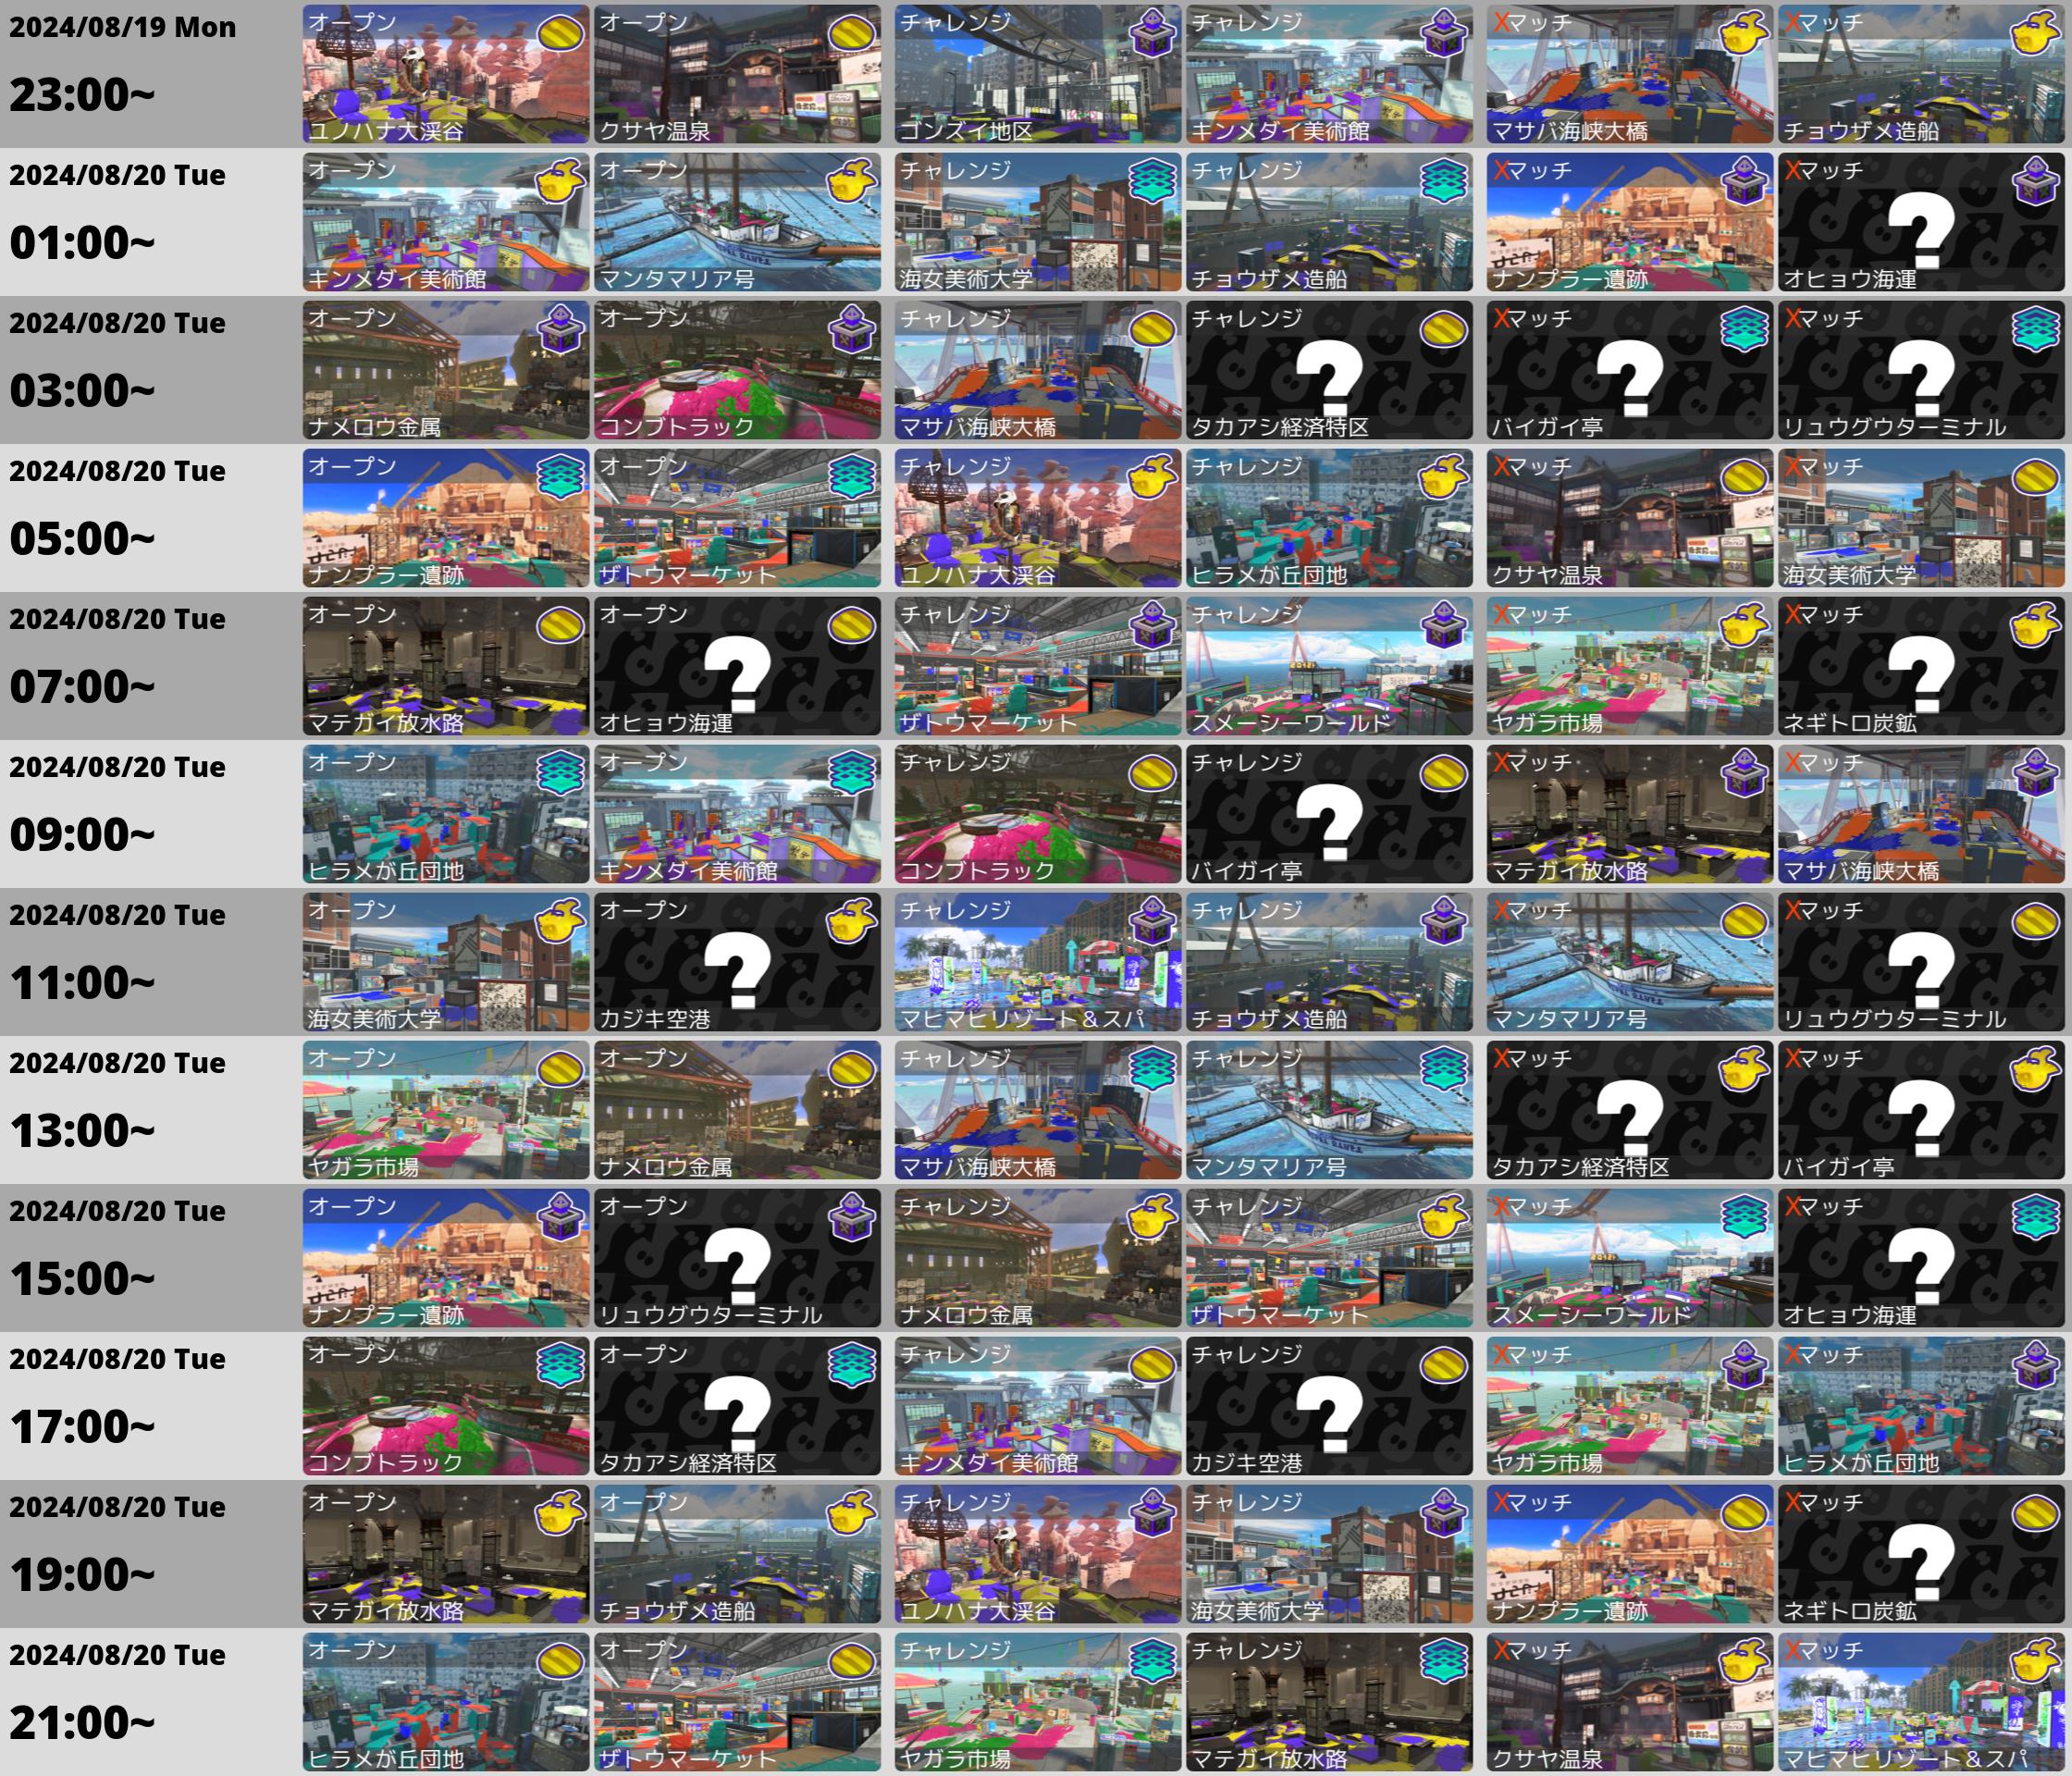 2024/08/19 Mon
23:00~
オープン オープン チャレンジ チャレンジ Xマッチ Xマッチ
ユノハナ大渓谷 クサヤ温泉 ゴンズイ地区 キンメダイ美術館 マサバ海峡大橋 チョウザメ造船
2024/08/20 Tue
01:00~
オープン オープン チャレンジ チャレンジ Xマッチ Xマッチ
キンメダイ美術館 マンタマリア号 海女美術大学 チョウザメ造船 ナンプラー遺跡 オヒョウ海運
2024/08/20 Tue
03:00~
オープン オープン チャレンジ チャレンジ Xマッチ Xマッチ
ナメロウ金属 コンブトラック マサバ海峡大橋 タカアシ経済特区 バイガイ亭 リュウグウターミナル
2024/08/20 Tue
05:00~
オープン オープン チャレンジ チャレンジ Xマッチ Xマッチ
ナンプラー遺跡 ザトウマーケット ユノハナ大渓谷 ヒラメが丘団地 クサヤ温泉 海女美術大学
2024/08/20 Tue
07:00~
オープン オープン チャレンジ チャレンジ Xマッチ Xマッチ
マテガイ放水路 オヒョウ海運 ザトウマーケット スメーシーワールド ヤガラ市場 ネギトロ炭鉱
2024/08/20 Tue
09:00~
オープン オープン チャレンジ チャレンジ Xマッチ Xマッチ
ヒラメが丘団地 キンメダイ美術館 コンブトラック バイガイ亭 マテガイ放水路 マサバ海峡大橋
2024/08/20 Tue
11:00~
オープン オープン チャレンジ チャレンジ Xマッチ Xマッチ
海女美術大学 カジキ空港 マヒマヒリゾート＆スパ チョウザメ造船 マンタマリア号 リュウグウターミナル
2024/08/20 Tue
13:00~
オープン オープン チャレンジ チャレンジ Xマッチ Xマッチ
ヤガラ市場 ナメロウ金属 マサバ海峡大橋 マンタマリア号 タカアシ経済特区 バイガイ亭
2024/08/20 Tue
15:00~
オープン オープン チャレンジ チャレンジ Xマッチ Xマッチ
ナンプラー遺跡 リュウグウターミナル ナメロウ金属 ザトウマーケット スメーシーワールド オヒョウ海運
2024/08/20 Tue
17:00~
オープン オープン チャレンジ チャレンジ Xマッチ Xマッチ
コンブトラック タカアシ経済特区 キンメダイ美術館 カジキ空港 ヤガラ市場 ヒラメが丘団地
2024/08/20 Tue
19:00~
オープン オープン チャレンジ チャレンジ Xマッチ Xマッチ
マテガイ放水路 チョウザメ造船 ユノハナ大渓谷 海女美術大学 ナンプラー遺跡 ネギトロ炭鉱
2024/08/20 Tue
21:00~
オープン オープン チャレンジ チャレンジ Xマッチ Xマッチ
ヒラメが丘団地 ザトウマーケット ヤガラ市場 マテガイ放水路 クサヤ温泉 マヒマヒリゾート＆スパ